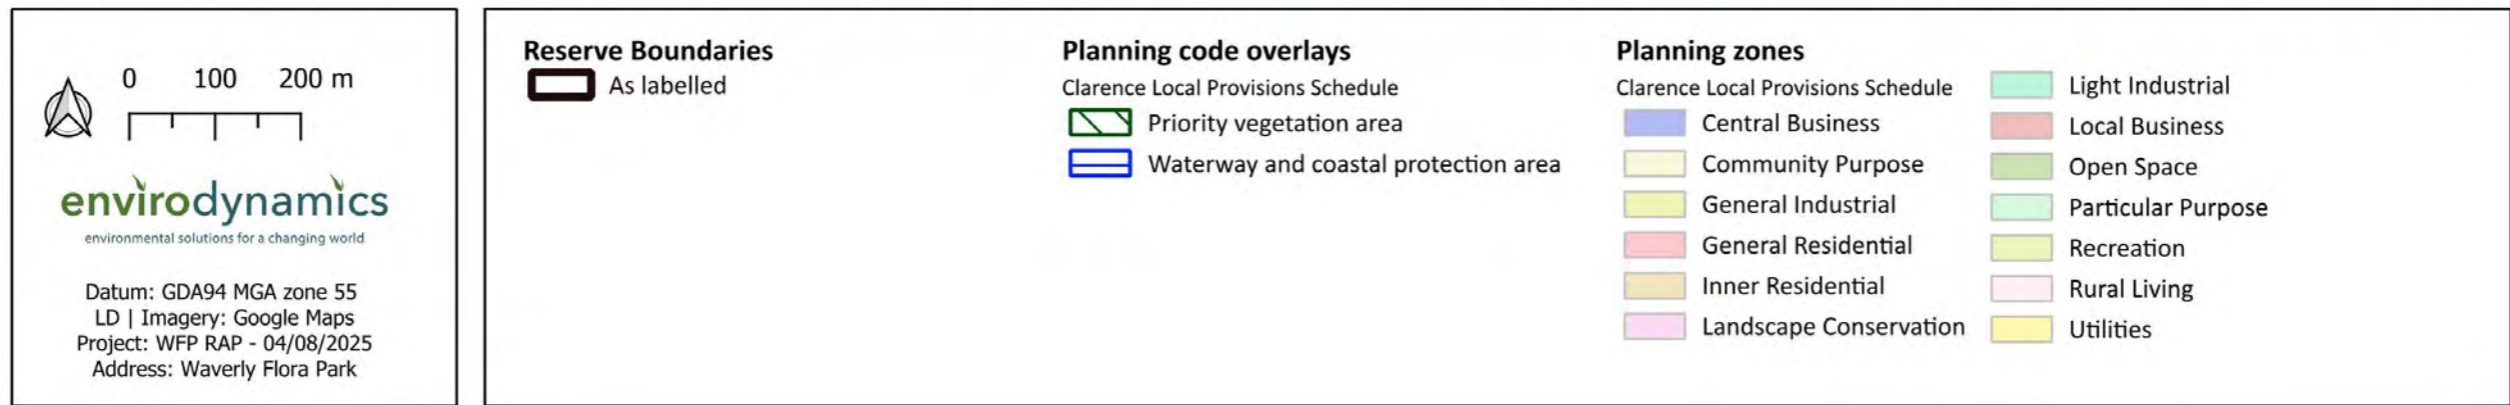 0 100 200 m
envirodynamics
environmental solutions for a changing world
Datum: GDA94 MGA zone 55
LD | Imagery: Google Maps
Project: WFP RAP - 04/08/2025
Address: Waverly Flora Park
Reserve Boundaries
As labelled
Planning code overlays
Clarence Local Provisions Schedule
Priority vegetation area
Waterway and coastal protection area
Planning zones
Clarence Local Provisions Schedule
Central Business
Community Purpose
General Industrial
General Residential
Inner Residential
Landscape Conservation
Light Industrial
Local Business
Open Space
Particular Purpose
Recreation
Rural Living
Utilities